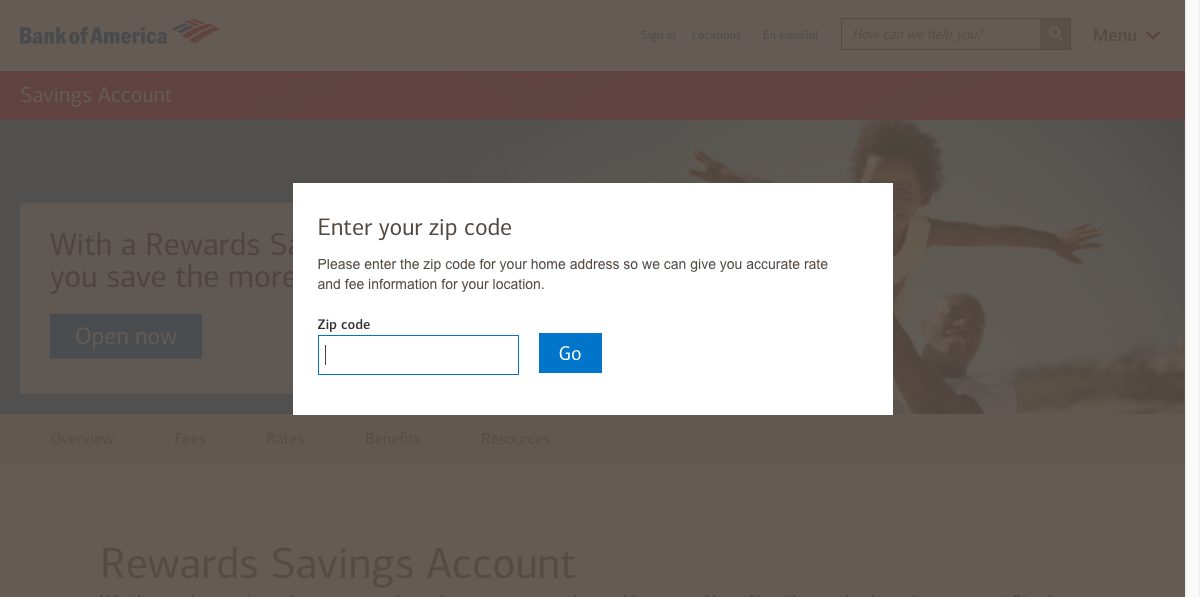 Bank of America
Sign in
Locations
En español
How can we help you?
Menu
Savings Account
With a Rewards Sa
you save the more
Open now
Enter your zip code
Please enter the zip code for your home address so we can give you accurate rate
and fee information for your location.
Zip code
Go
Overview
Fees
Rates
Benefits
Resources
Rewards Savings Account